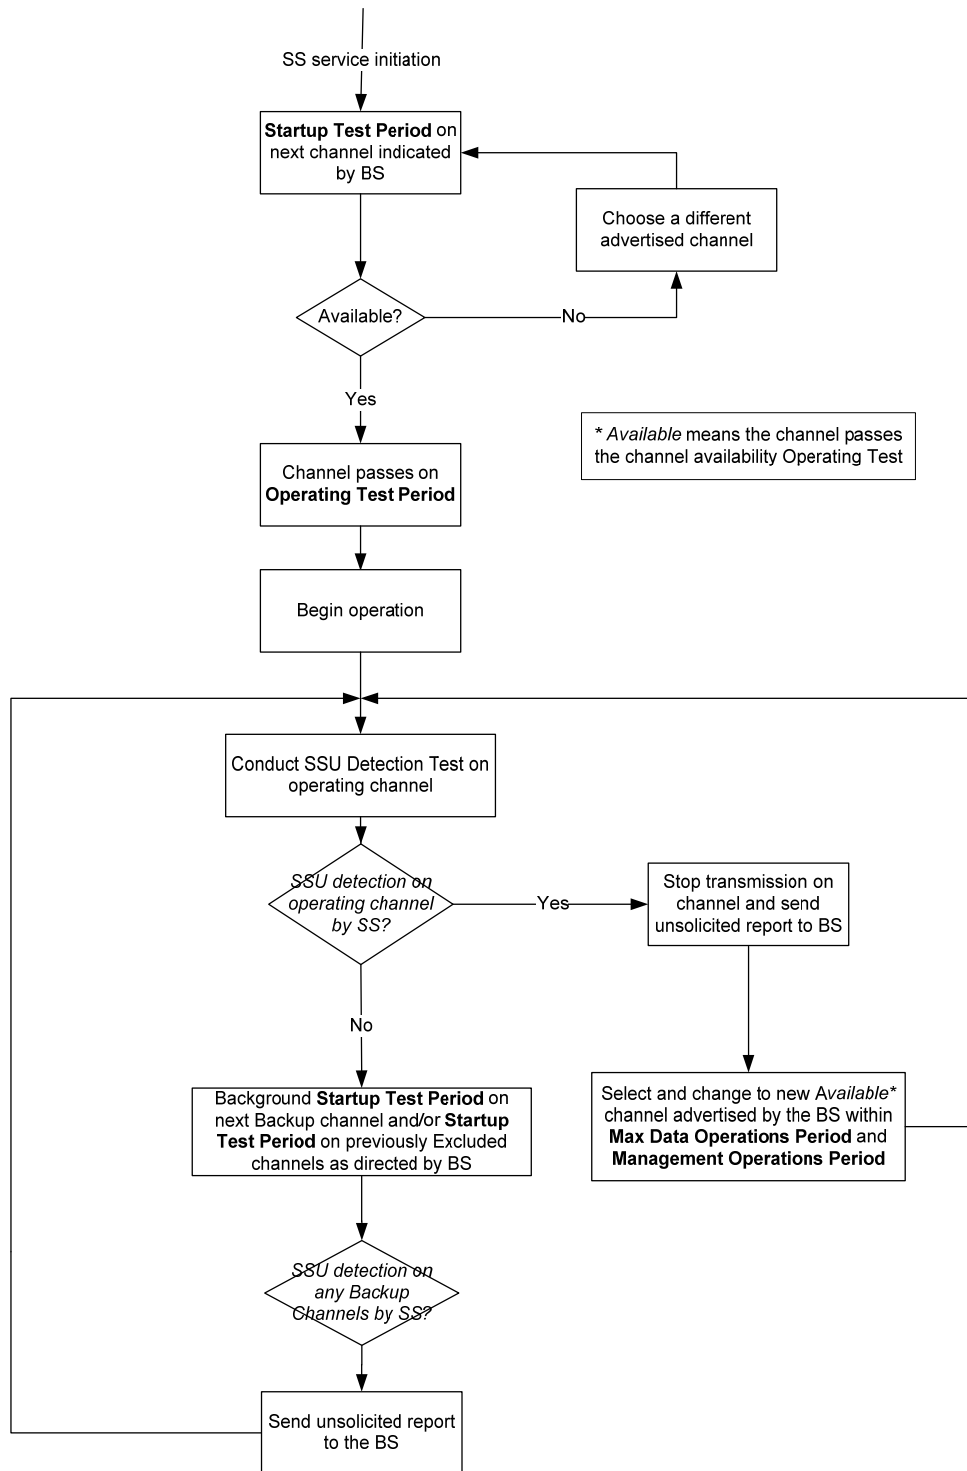 SS service initiation
Startup Test Period on
next channel indicated
by BS
Choose a different
advertised channel
Available?
No
Yes
* Available means the channel passes
the channel availability Operating Test
Channel passes on
Operating Test Period
Begin operation
Conduct SSU Detection Test on
operating channel
SSU detection on
operating channel
by SS?
Yes
Stop transmission on
channel and send
unsolicited report to BS
No
Background Startup Test Period on
next Backup channel and/or Startup
Test Period on previously Excluded
channels as directed by BS
Select and change to new Available*
channel advertised by the BS within
Max Data Operations Period and
Management Operations Period
SSU detection on
any Backup
Channels by SS?
Send unsolicited report
to the BS